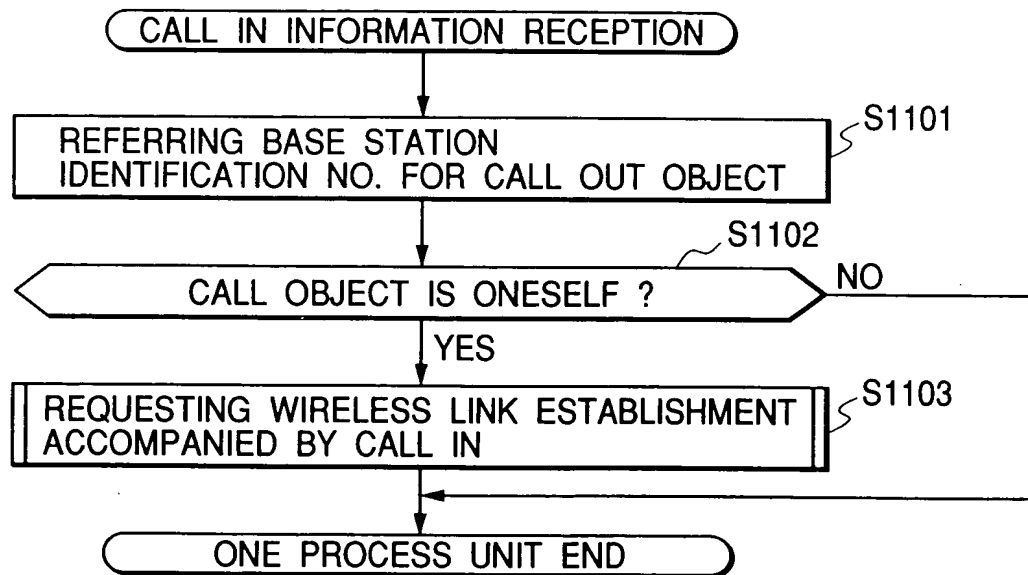 CALL IN INFORMATION RECEPTION
S1101
REFERRING BASE STATION
IDENTIFICATION NO. FOR CALL OUT OBJECT
S1102
CALL OBJECT IS ONESELF ?
NO
YES
S1103
REQUESTING WIRELESS LINK ESTABLISHMENT
ACCOMPANIED BY CALL IN
ONE PROCESS UNIT END